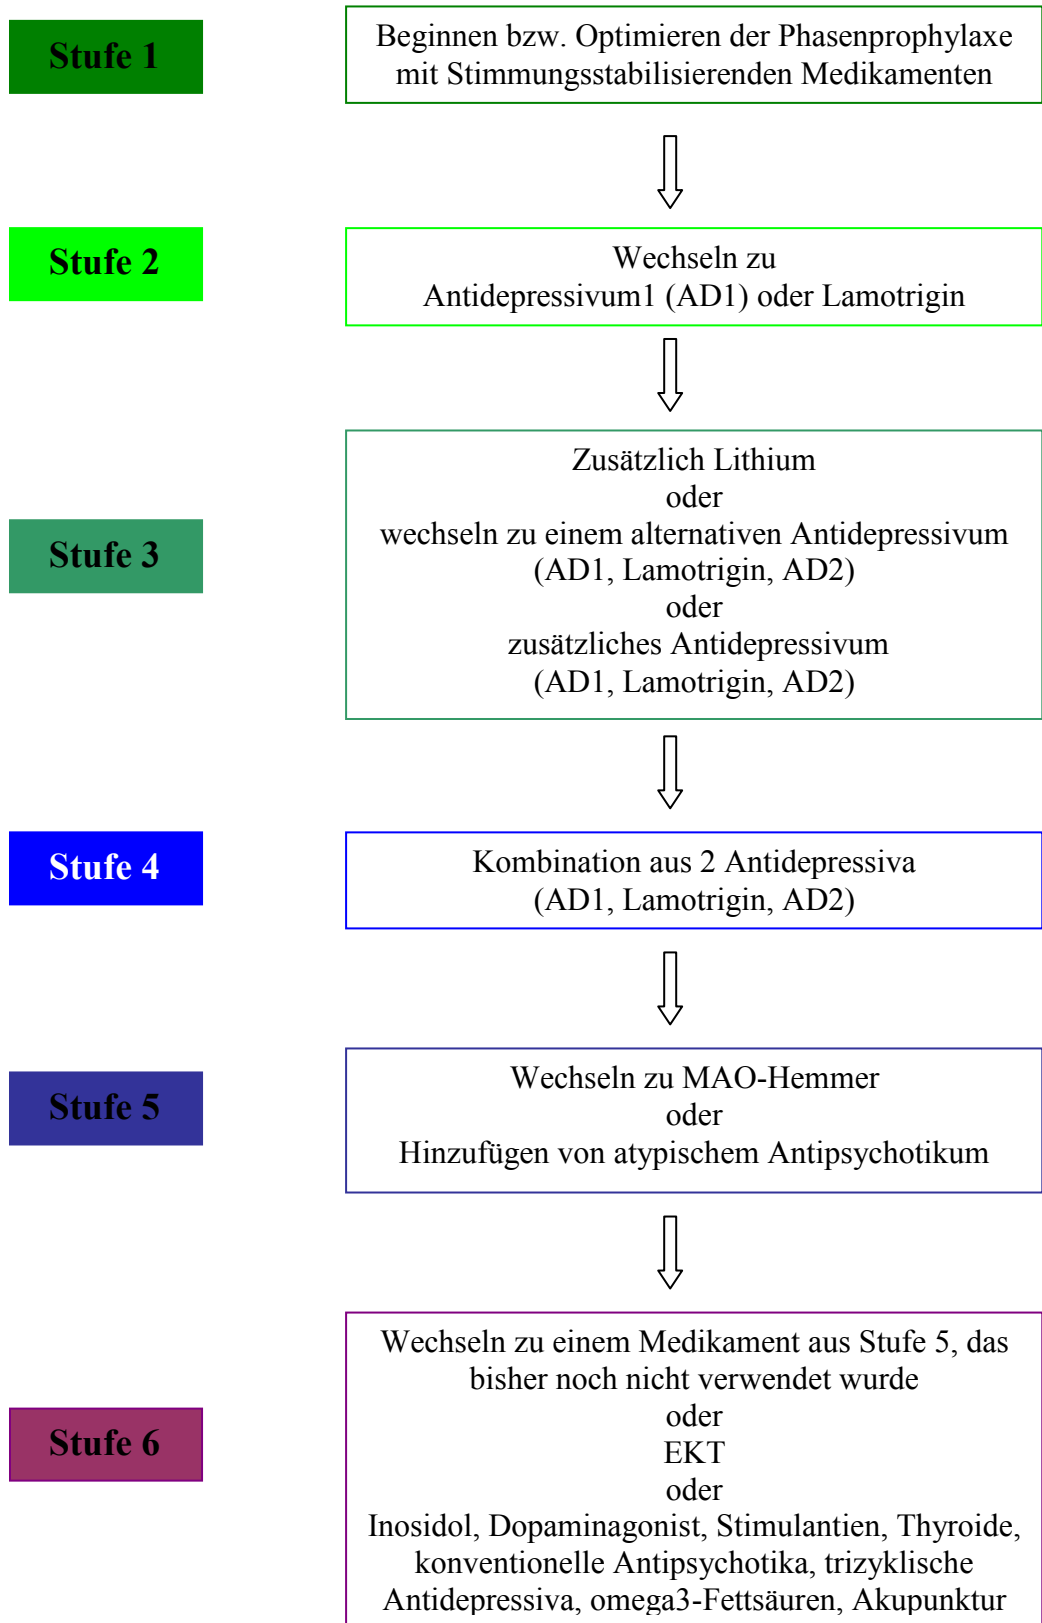 Stufe 1
Beginnen bzw. Optimieren der Phasenprophylaxe
mit Stimmungsstabilisierenden Medikamenten
Stufe 2
Wechseln zu
Antidepressivum1 (AD1) oder Lamotrigin
Stufe 3
Zusätzlich Lithium
oder
wechseln zu einem alternativen Antidepressivum
(AD1, Lamotrigin, AD2)
oder
zusätzliches Antidepressivum
(AD1, Lamotrigin, AD2)
Stufe 4
Kombination aus 2 Antidepressiva
(AD1, Lamotrigin, AD2)
Stufe 5
Wechseln zu MAO-Hemmer
oder
Hinzufügen von atypischem Antipsychotikum
Stufe 6
Wechseln zu einem Medikament aus Stufe 5, das
bisher noch nicht verwendet wurde
oder
EKT
oder
Inosidol, Dopaminagonist, Stimulantien, Thyroide,
konventionelle Antipsychotika, trizyklische
Antidepressiva, omega3-Fettsäuren, Akupunktur